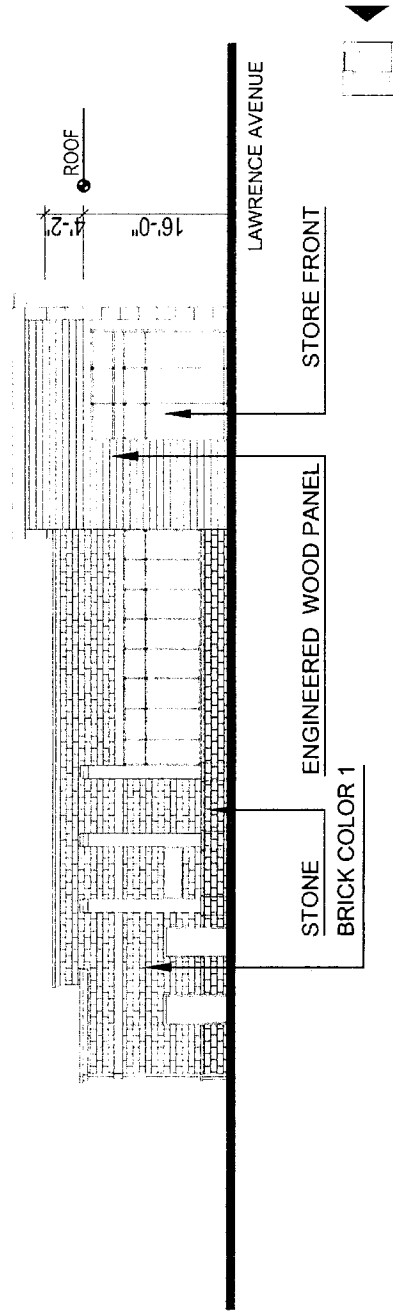 ROOF
4'-2"
16'-0"
LAWRENCE AVENUE
STORE FRONT
ENGINEERED WOOD PANEL
STONE
BRICK COLOR 1